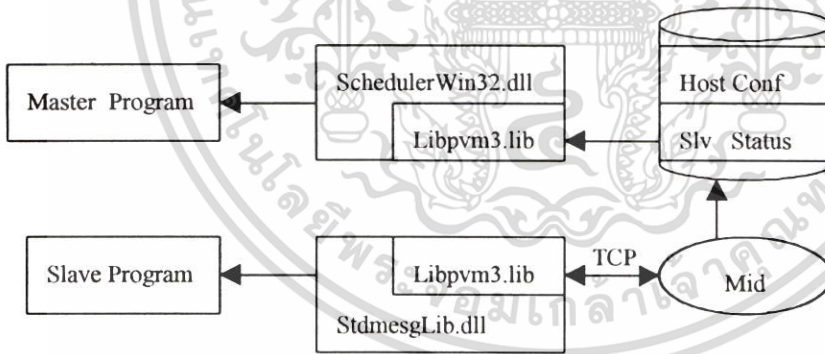 SchedulerWin32.dll
Host Conf
Master Program
Libpvm3.lib
Slv Status
TCP
Slave Program
Libpvm3.lib
Mid
StdmesgLib.dll